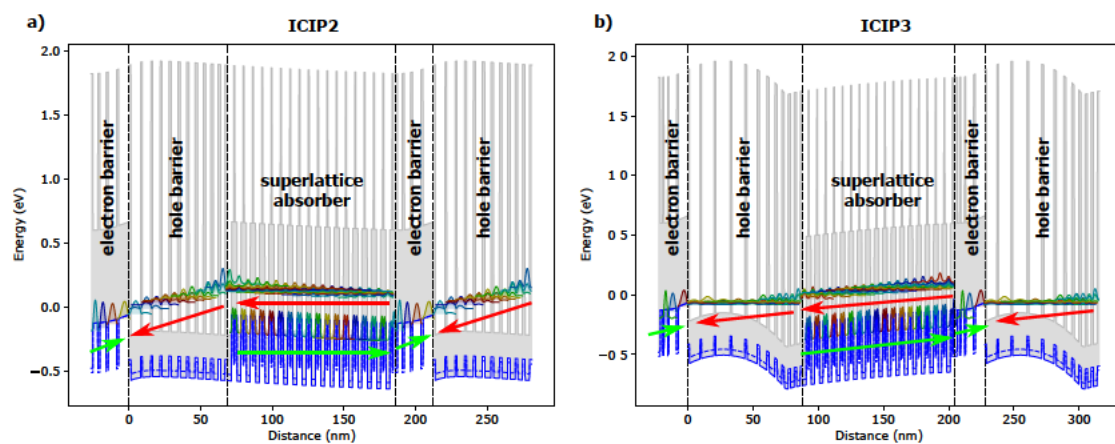 a) ICIP2
2.0
1.5
1.0
0.5
0.0
−0.5
Energy (eV)
electron barrier
hole barrier
superlattice
absorber
electron barrier
hole barrier
0 50 100 150 200 250
Distance (nm)
b) ICIP3
2 0
1 5
1 0
0 5
0 0
−0.5
Energy (eV)
electron barrier
hole barrier
superlattice
absorber
electron barrier
hole barrier
0 50 100 150 200 250 300
Distance (nm)